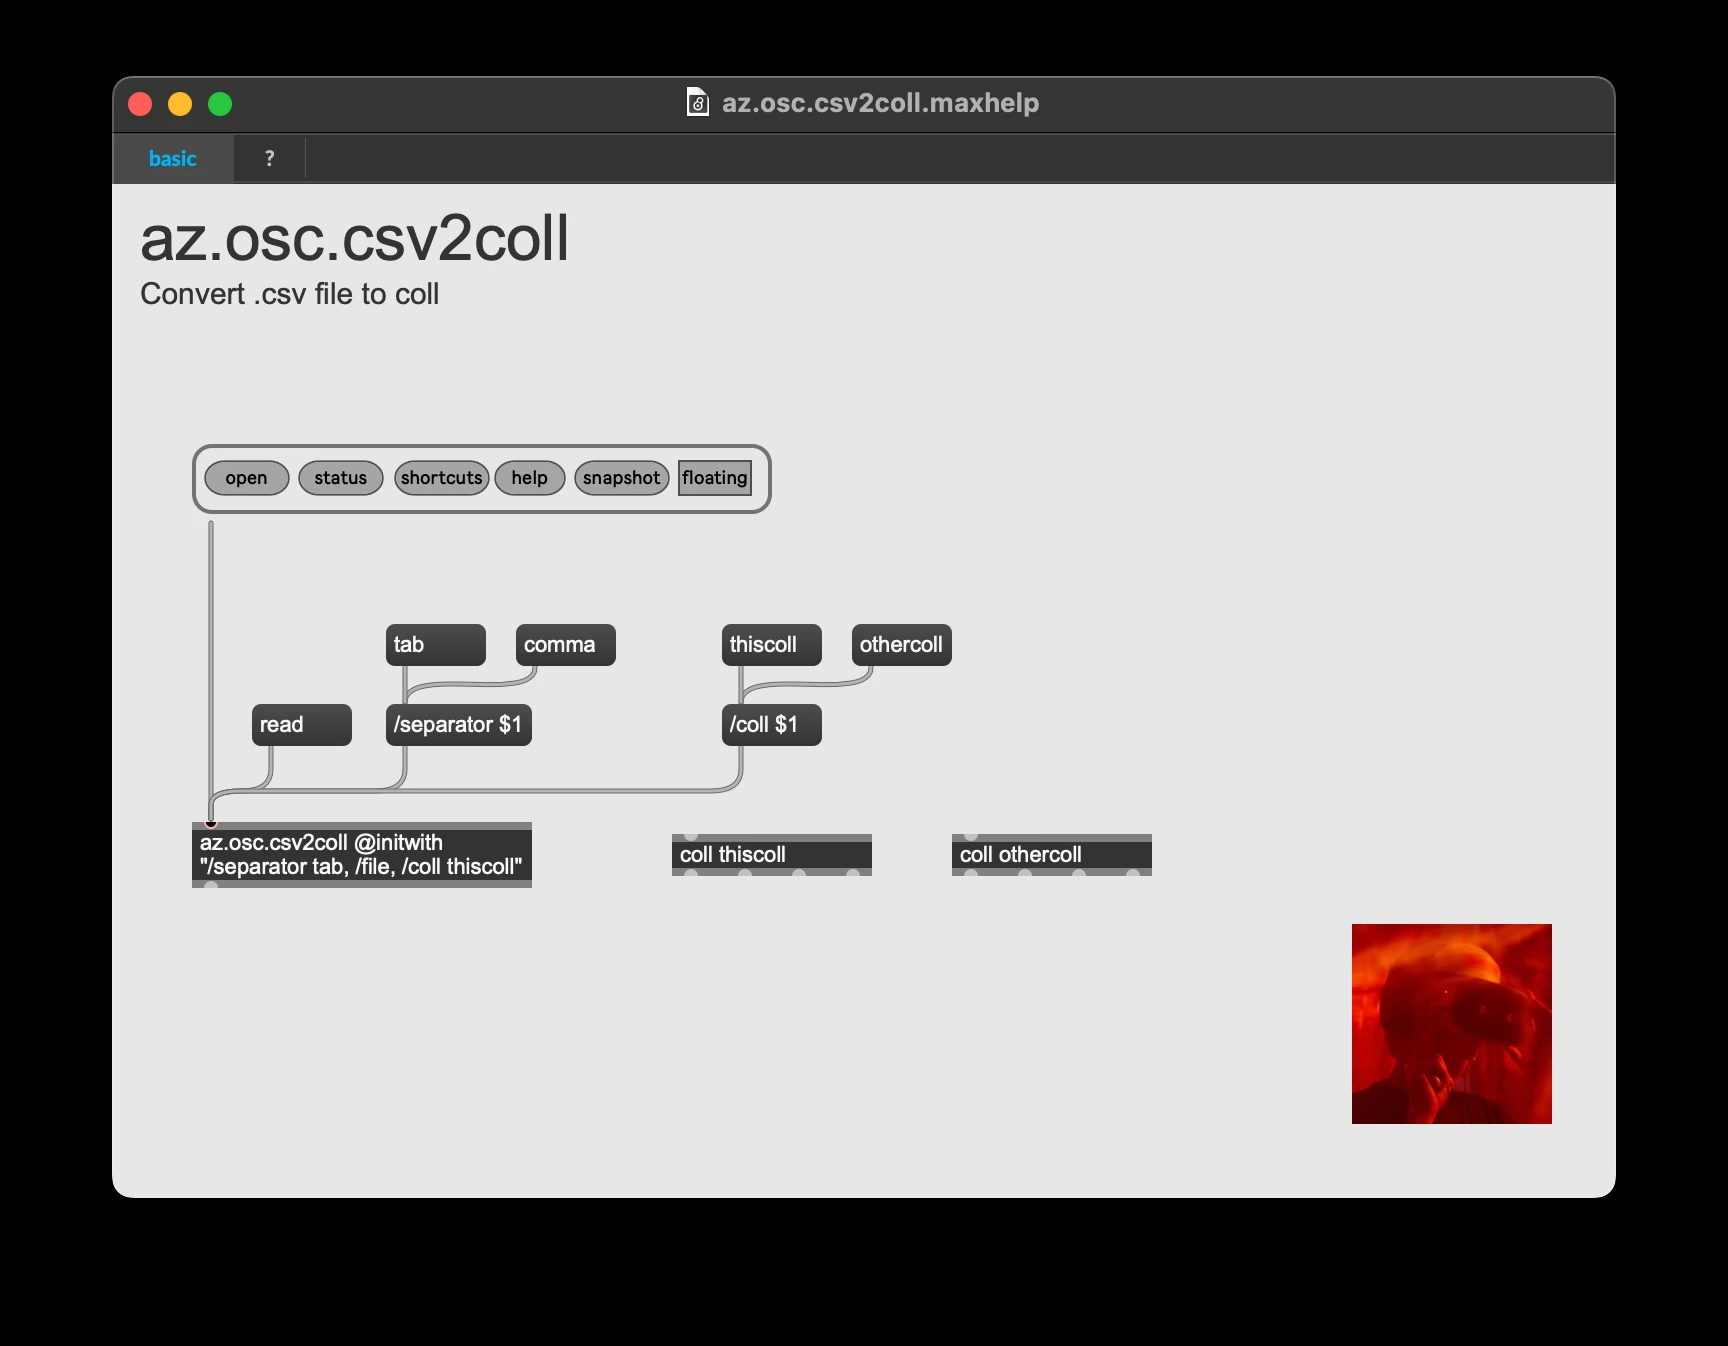 az.osc.csv2coll.maxhelp
basic ?
az.osc.csv2coll
Convert .csv file to coll
open status shortcuts help snapshot floating
tab comma thiscoll othercoll
read /separator $1 /coll $1
az.osc.csv2coll @initwith
"/separator tab, /file, /coll thiscoll"
coll thiscoll coll othercoll